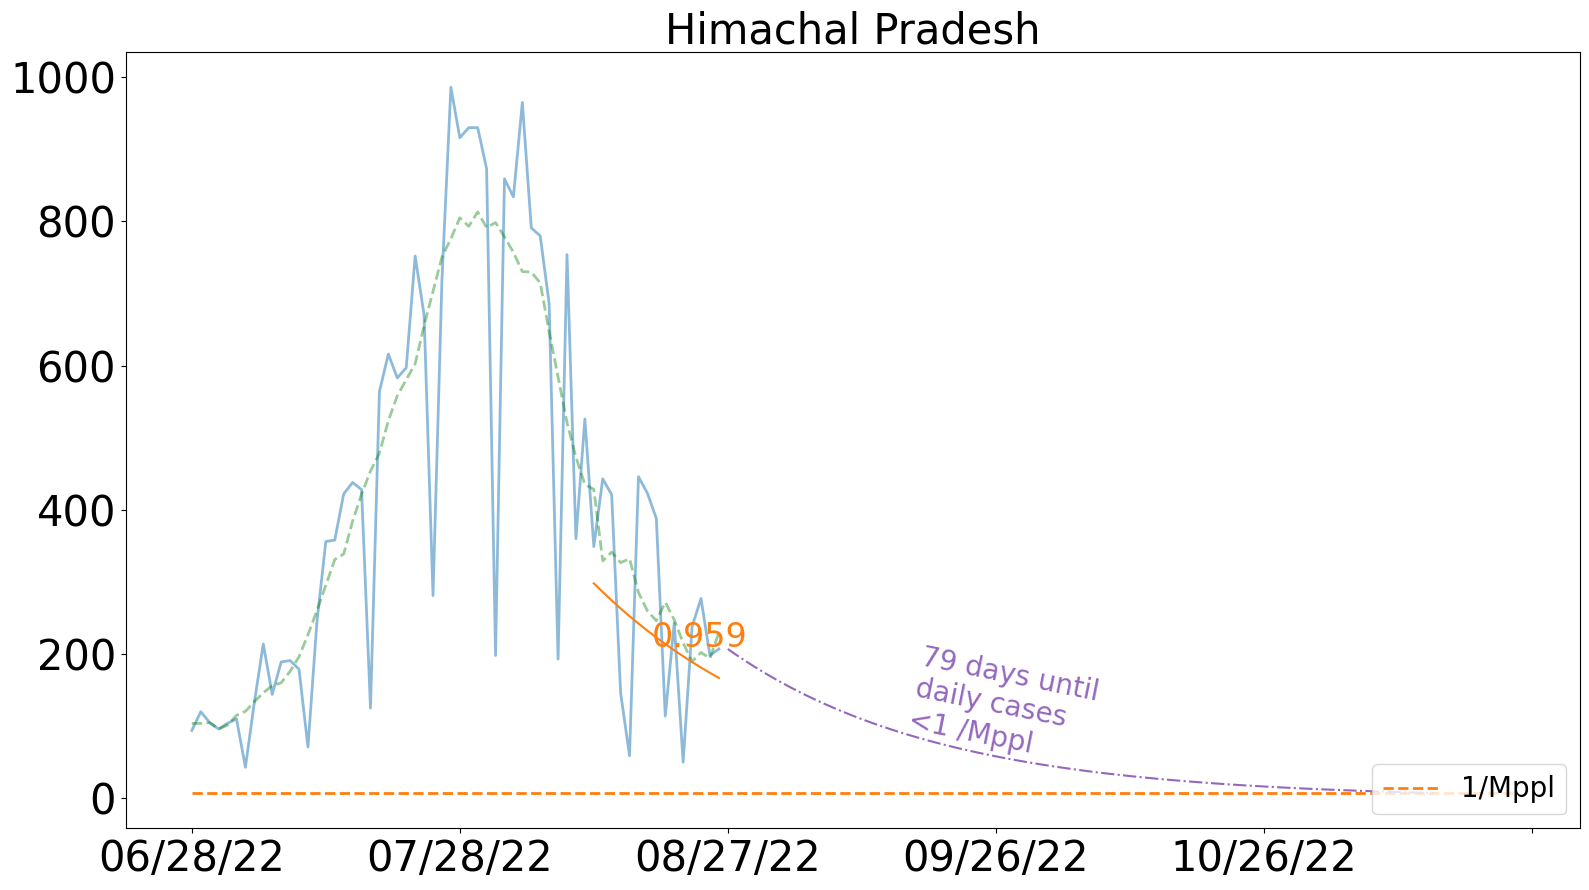 Himachal Pradesh
1000
800
600
400
200
0
0.959
79 days until
daily cases
<1 /Mppl
1/Mppl
06/28/22
07/28/22
08/27/22
09/26/22
10/26/22